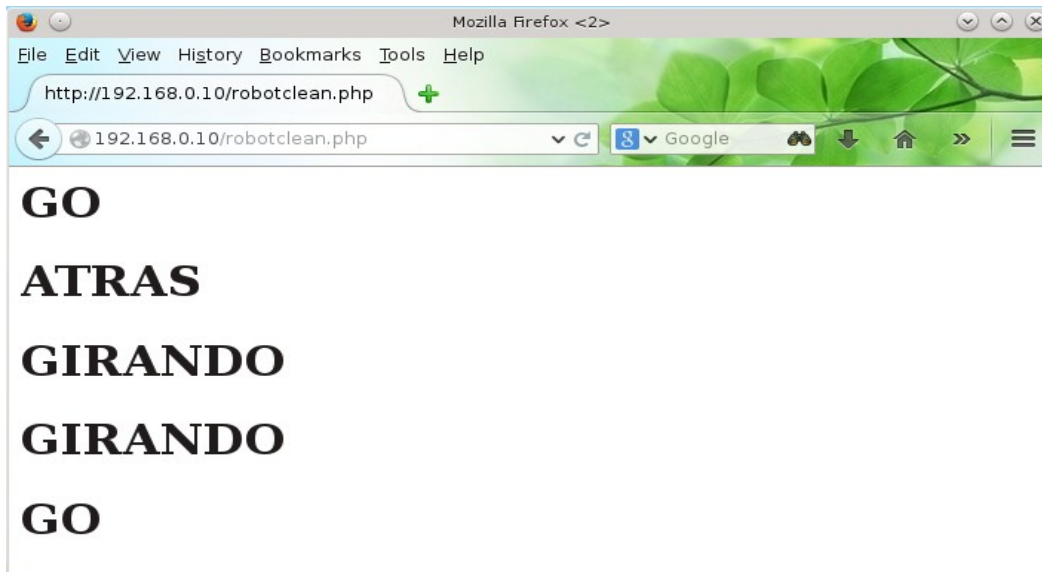 Mozilla Firefox <2>
File Edit View History Bookmarks Tools Help
http://192.168.0.10/robotclean.php
192.168.0.10/robotclean.php
8 Google
GO
ATRAS
GIRANDO
GIRANDO
GO